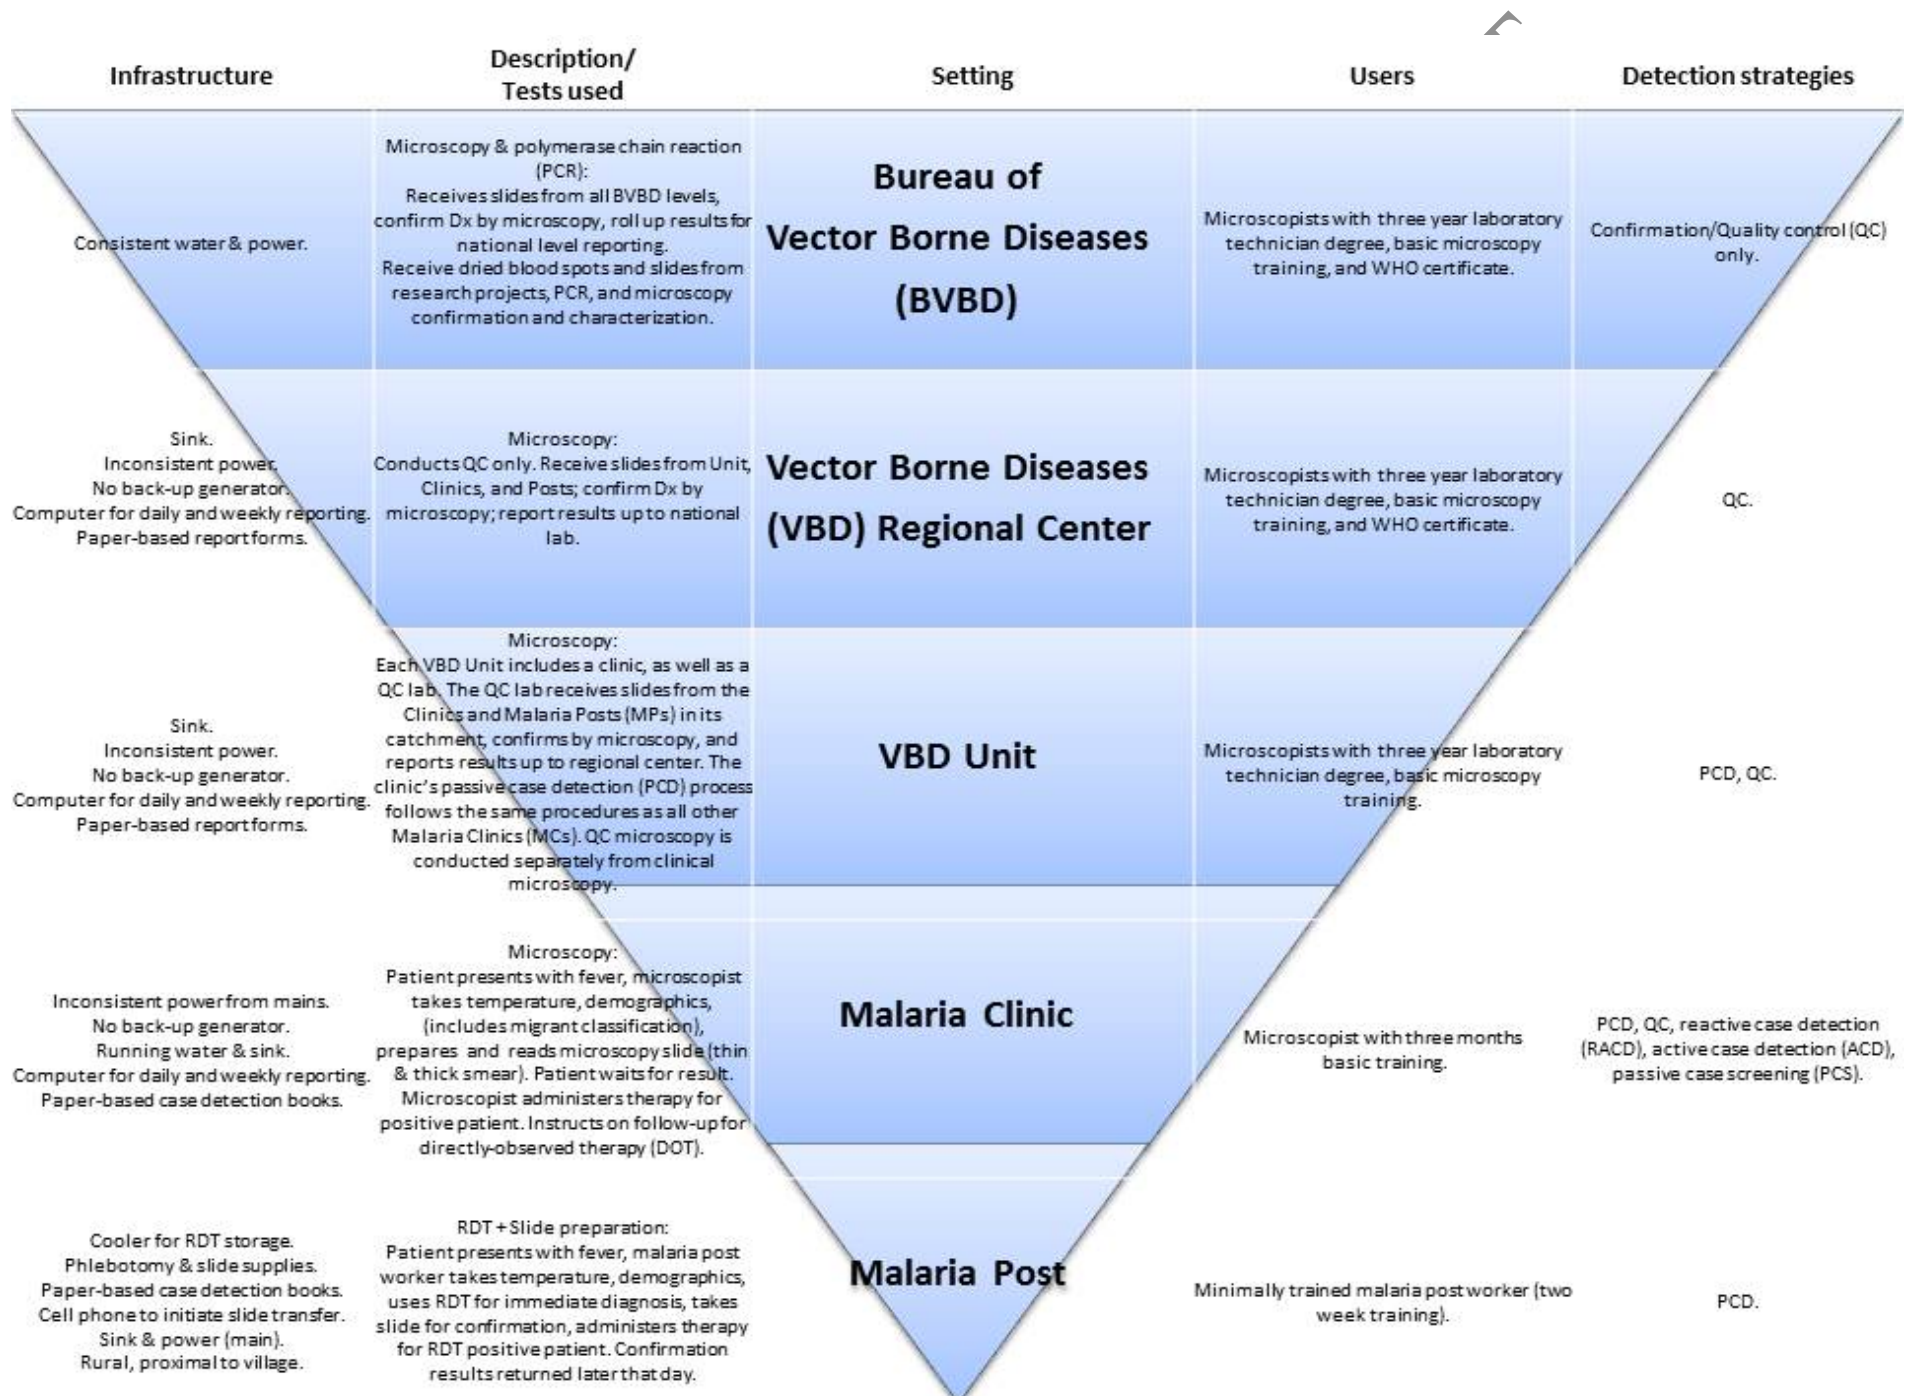 Infrastructure
Description/
Tests used
Setting
Users
Detection strategies
Consistent water & power.
Microscopy & polymerase chain reaction
(PCR):
Receives slides from all BVBD levels,
confirm Dx by microscopy, roll up results for
national level reporting.
Receive dried blood spots and slides from
research projects, PCR, and microscopy
confirmation and characterization.
Bureau of
Vector Borne Diseases
(BVBD)
Microscopists with three year laboratory
technician degree, basic microscopy
training, and WHO certificate.
Confirmation/Quality control (QC)
only.
Sink.
Inconsistent power.
No back-up generator.
Computer for daily and weekly reporting.
Paper-based report forms.
Microscopy:
Conducts QC only. Receive slides from Unit,
Clinics, and Posts; confirm Dx by
microscopy; report results up to national
lab.
Vector Borne Diseases
(VBD) Regional Center
Microscopists with three year laboratory
technician degree, basic microscopy
training, and WHO certificate.
QC.
Sink.
Inconsistent power.
No back-up generator.
Computer for daily and weekly reporting.
Paper-based report forms.
Microscopy:
Each VBD Unit includes a clinic, as well as a
QC lab. The QC lab receives slides from the
Clinics and Malaria Posts (MPs) in its
catchment, confirms by microscopy, and
reports results up to regional center. The
clinic's passive case detection (PCD) process
follows the same procedures as all other
Malaria Clinics (MCs). QC microscopy is
conducted separately from clinical
microscopy.
VBD Unit
Microscopists with three year laboratory
technician degree, basic microscopy
training.
PCD, QC.
Inconsistent power from mains.
No back-up generator.
Running water & sink.
Computer for daily and weekly reporting.
Paper-based case detection books.
Microscopy:
Patient presents with fever, microscopist
takes temperature, demographics,
(includes migrant classification),
prepares and reads microscopy slide (thin
& thick smear). Patient waits for result.
Microscopist administers therapy for
positive patient. Instructs on follow-up for
directly-observed therapy (DOT).
Malaria Clinic
Microscopist with three months
basic training.
PCD, QC, reactive case detection
(RACD), active case detection (ACD),
passive case screening (PCS).
Cooler for RDT storage.
Phlebotomy & slide supplies.
Paper-based case detection books.
Cell phone to initiate slide transfer.
Sink & power (main).
Rural, proximal to village.
RDT + Slide preparation:
Patient presents with fever, malaria post
worker takes temperature, demographics,
uses RDT for immediate diagnosis, takes
slide for confirmation, administers therapy
for RDT positive patient. Confirmation
results returned later that day.
Malaria Post
Minimally trained malaria post worker (two
week training).
PCD.